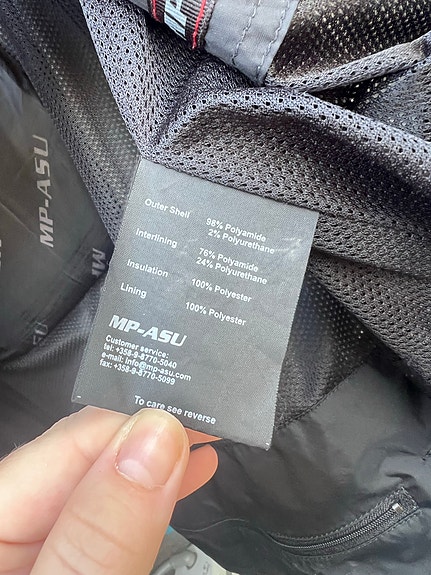 MP-ASU
MP-ASU
Outer Shell 98% Polyamide
2% Polyurethane
Interlining 76% Polyamide
24% Polyurethane
Insulation 100% Polyester
Lining 100% Polyester
MP-ASU
Customer service:
tel: +358-9-8770-5040
e-mail: info@mp-asu.com
fax: +358-9-8770-5099
To care see reverse